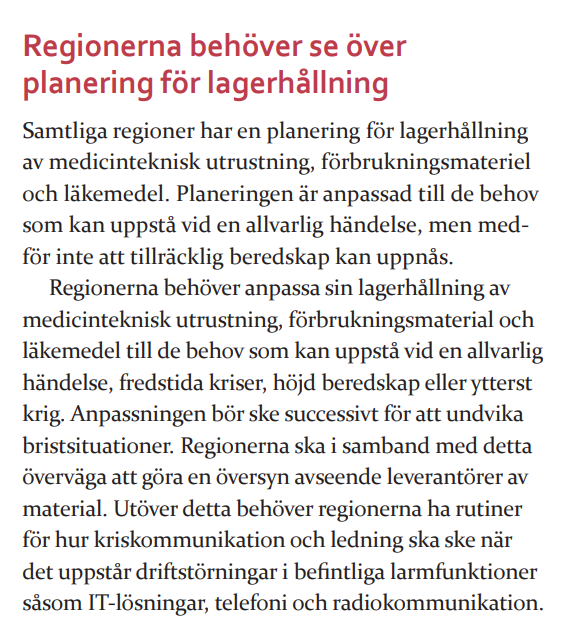 Regionerna behöver se över
planering för lagerhållning
Samtliga regioner har en planering för lagerhållning
av medicinteknisk utrustning, förbrukningsmateriel
och läkemedel. Planeringen är anpassad till de behov
som kan uppstå vid en allvarlig händelse, men med-
för inte att tillräcklig beredskap kan uppnås.
Regionerna behöver anpassa sin lagerhållning av
medicinteknisk utrustning, förbrukningsmaterial och
läkemedel till de behov som kan uppstå vid en allvarlig
händelse, fredstida kriser, höjd beredskap eller ytterst
krig. Anpassningen bör ske successivt för att undvika
bristsituationer. Regionerna ska i samband med detta
överväga att göra en översyn avseende leverantörer av
material. Utöver detta behöver regionerna ha rutiner
för hur kriskommunikation och ledning ska ske när
det uppstår driftstörningar i befintliga larmfunktioner
såsom IT-lösningar, telefoni och radiokommunikation.